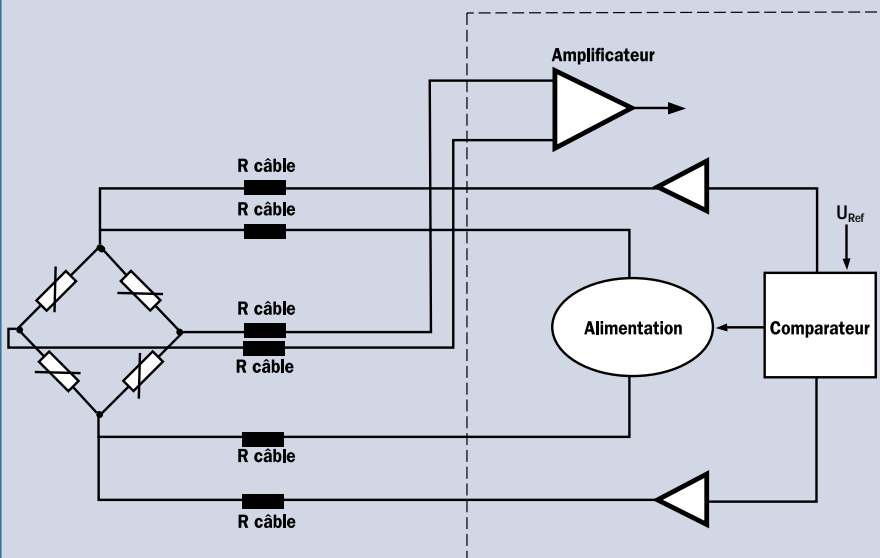 Amplificateur
R câble
R câble
U_Ref
R câble
Alimentation
Comparateur
R câble
R câble
R câble